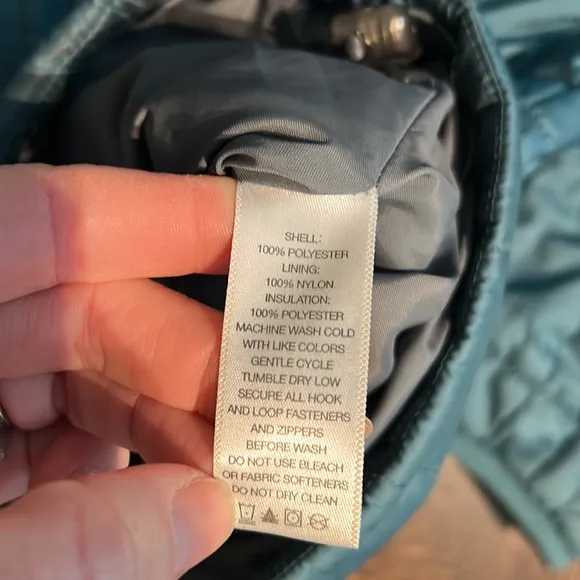 SHELL:
100% POLYESTER
LINING:
100% NYLON
INSULATION:
100% POLYESTER
MACHINE WASH COLD
WITH LIKE COLORS
GENTLE CYCLE
TUMBLE DRY LOW
SECURE ALL HOOK
AND LOOP FASTENERS
AND ZIPPERS
BEFORE WASH
DO NOT USE BLEACH
OR FABRIC SOFTENERS
DO NOT DRY CLEAN